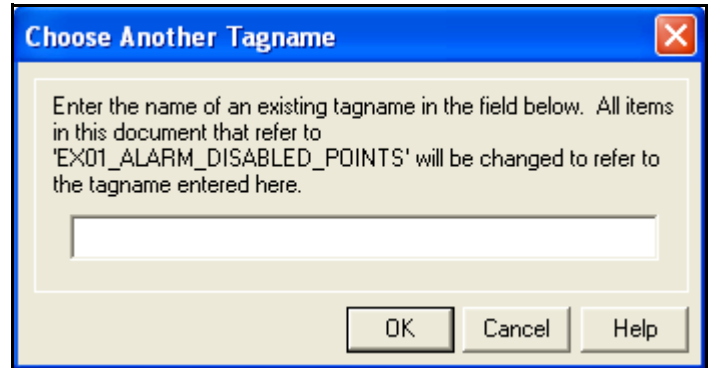 Choose Another Tagname
Enter the name of an existing tagname in the field below.  All items
in this document that refer to
'EX01_ALARM_DISABLED_POINTS' will be changed to refer to
the tagname entered here.
OK Cancel Help